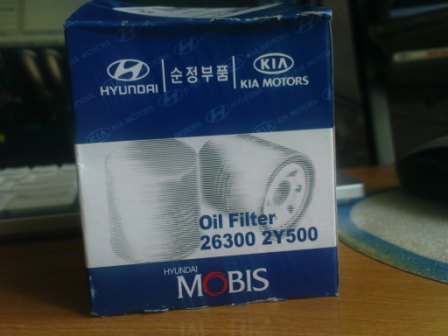 HYUNDAI
순정부품
KIA
KIA MOTORS
Oil Filter
26300 2Y500
HYUNDAI
MOBIS